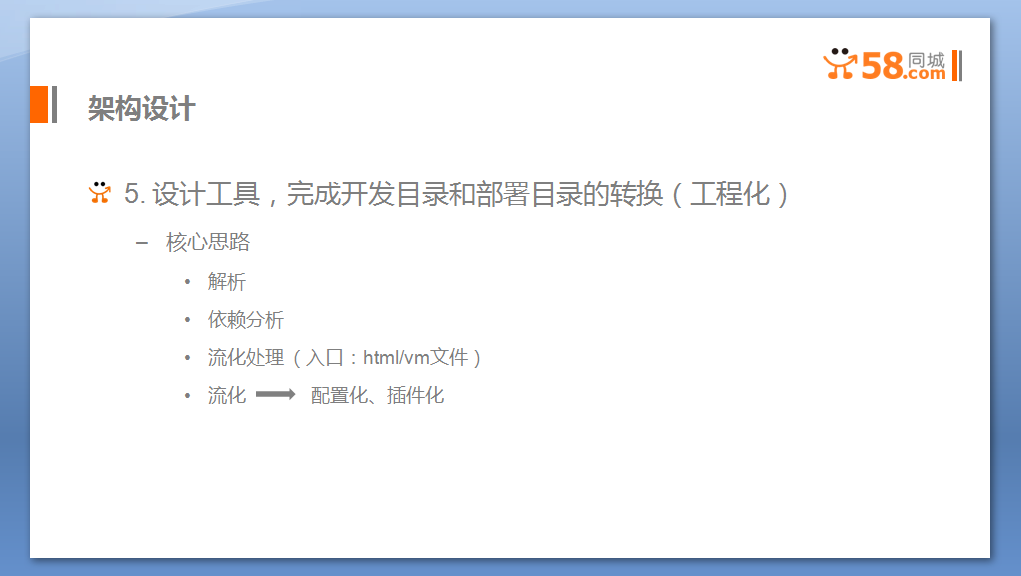 58同城
.com
架构设计
5. 设计工具，完成开发目录和部署目录的转换（工程化）
– 核心思路
• 解析
• 依赖分析
• 流化处理（入口：html/vm文件）
• 流化 配置化、插件化